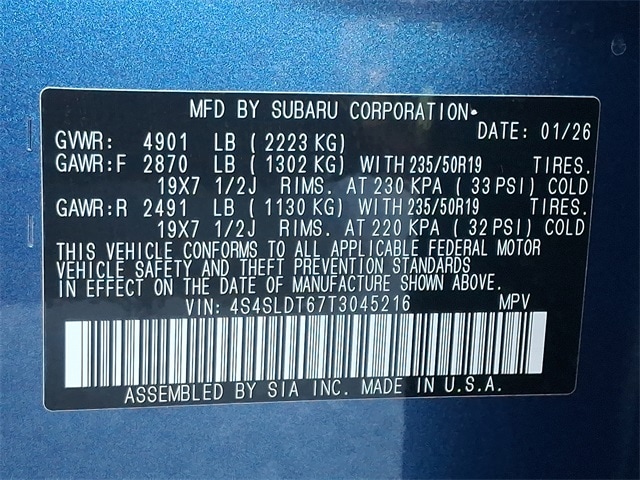 MFD BY SUBARU CORPORATION
DATE: 01/26
GVWR: 4901 LB (2223 KG)
GAWR:F 2870 LB (1302 KG) WITH 235/50R19 TIRES.
19X7 1/2J RIMS. AT 230 KPA (33 PSI) COLD
GAWR:R 2491 LB (1130 KG) WITH 235/50R19 TIRES.
19X7 1/2J RIMS. AT 220 KPA (32 PSI) COLD
THIS VEHICLE CONFORMS TO ALL APPLICABLE FEDERAL MOTOR
VEHICLE SAFETY AND THEFT PREVENTION STANDARDS
IN EFFECT ON THE DATE OF MANUFACTURE SHOWN ABOVE.
VIN: 4S4SLDT67T3045216 MPV
ASSEMBLED BY SIA INC. MADE IN U.S.A.